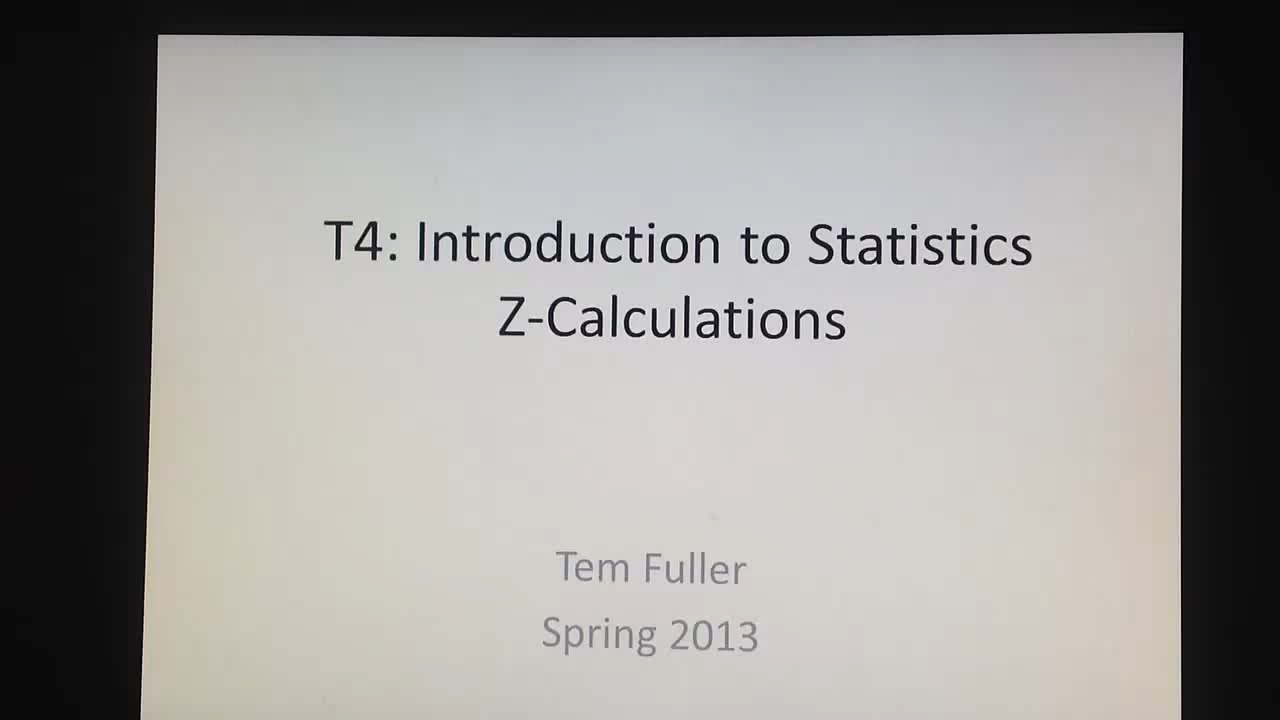 T4: Introduction to Statistics
Z-Calculations
Tem Fuller
Spring 2013